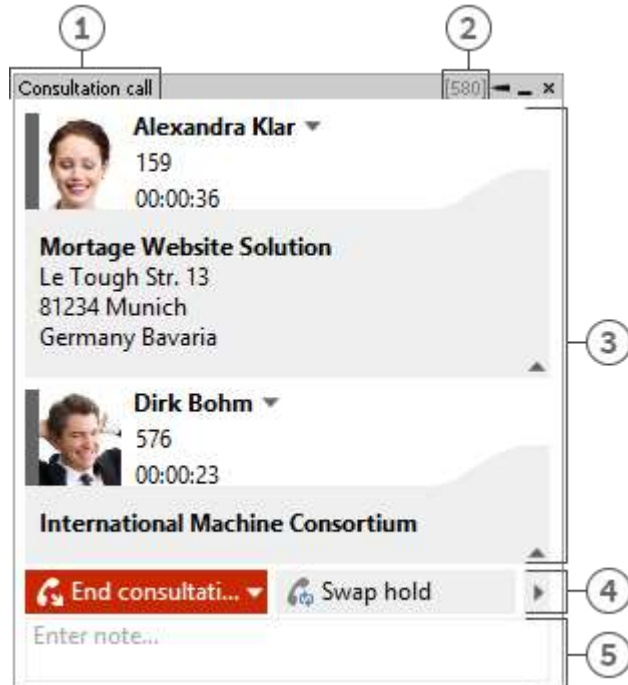 1
2
Consultation call
[580]
Alexandra Klar
159
00:00:36
Mortage Website Solution
Le Tough Str. 13
81234 Munich
Germany Bavaria
3
Dirk Bohm
576
00:00:23
International Machine Consortium
End consultati...
Swap hold
4
Enter note...
5